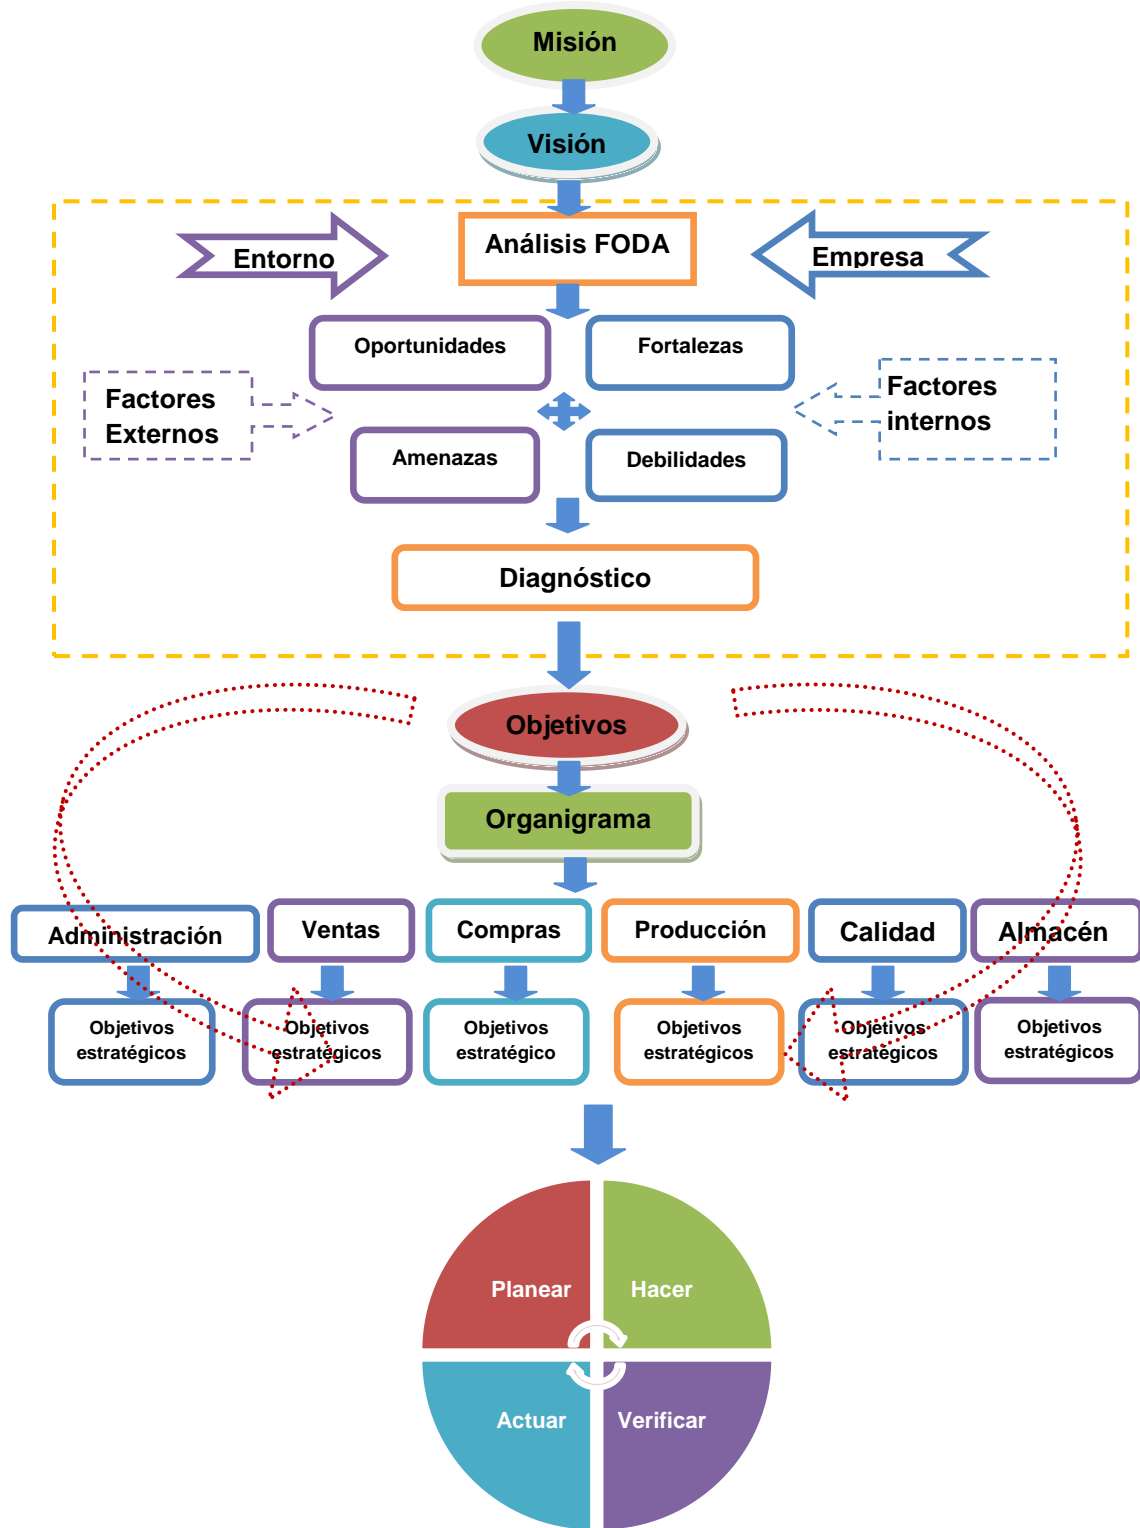 Misión
Visión
Análisis FODA
Entorno
Empresa
Oportunidades
Fortalezas
Factores
Externos
Factores
internos
Amenazas
Debilidades
Diagnóstico
Objetivos
Organigrama
Administración
Ventas
Compras
Producción
Calidad
Almacén
Objetivos
estratégicos
Objetivos
estratégicos
Objetivos
estratégico
Objetivos
estratégicos
Objetivos
estratégicos
Objetivos
estratégicos
Planear
Hacer
Actuar
Verificar